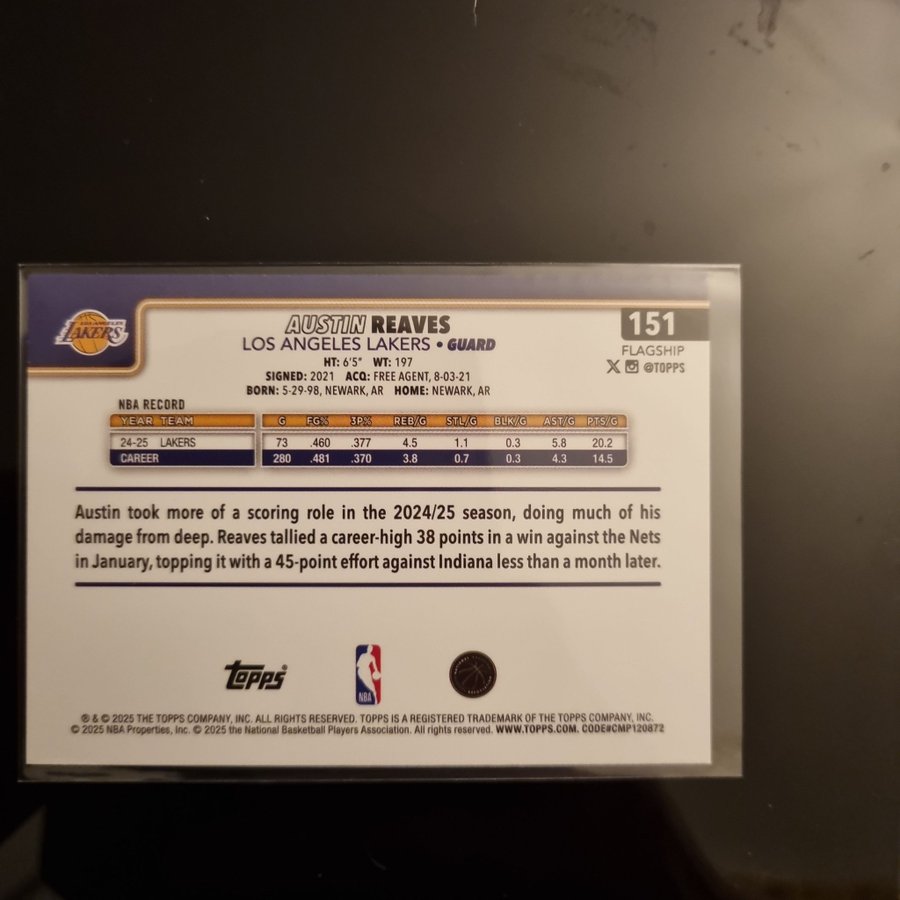 LOS ANGELES
LAKERS
AUSTIN REAVES
LOS ANGELES LAKERS • GUARD
HT: 6'5" WT: 197
SIGNED: 2021 ACQ: FREE AGENT, 8-03-21
BORN: 5-29-98, NEWARK, AR HOME: NEWARK, AR
151
FLAGSHIP
@TOPPS
NBA RECORD
YEAR TEAM G FG% 3P% REB/G STL/G BLK/G AST/G PTS/G
24-25 LAKERS 73 .460 .377 4.5 1.1 0.3 5.8 20.2
CAREER 280 .481 .370 3.8 0.7 0.3 4.3 14.5
Austin took more of a scoring role in the 2024/25 season, doing much of his
damage from deep. Reaves tallied a career-high 38 points in a win against the Nets
in January, topping it with a 45-point effort against Indiana less than a month later.
topps®
NBA
® & © 2025 THE TOPPS COMPANY, INC. ALL RIGHTS RESERVED. TOPPS IS A REGISTERED TRADEMARK OF THE TOPPS COMPANY, INC.
© 2025 NBA Properties, Inc. © 2025 the National Basketball Players Association. All rights reserved. WWW.TOPPS.COM. CODE#CMP120872